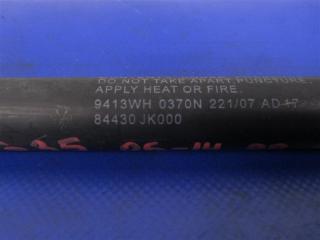 DO NOT TAKE APART, PUNCTURE,
APPLY HEAT OR FIRE.
9413WH 0370N 221/07 AD
84430 JK000